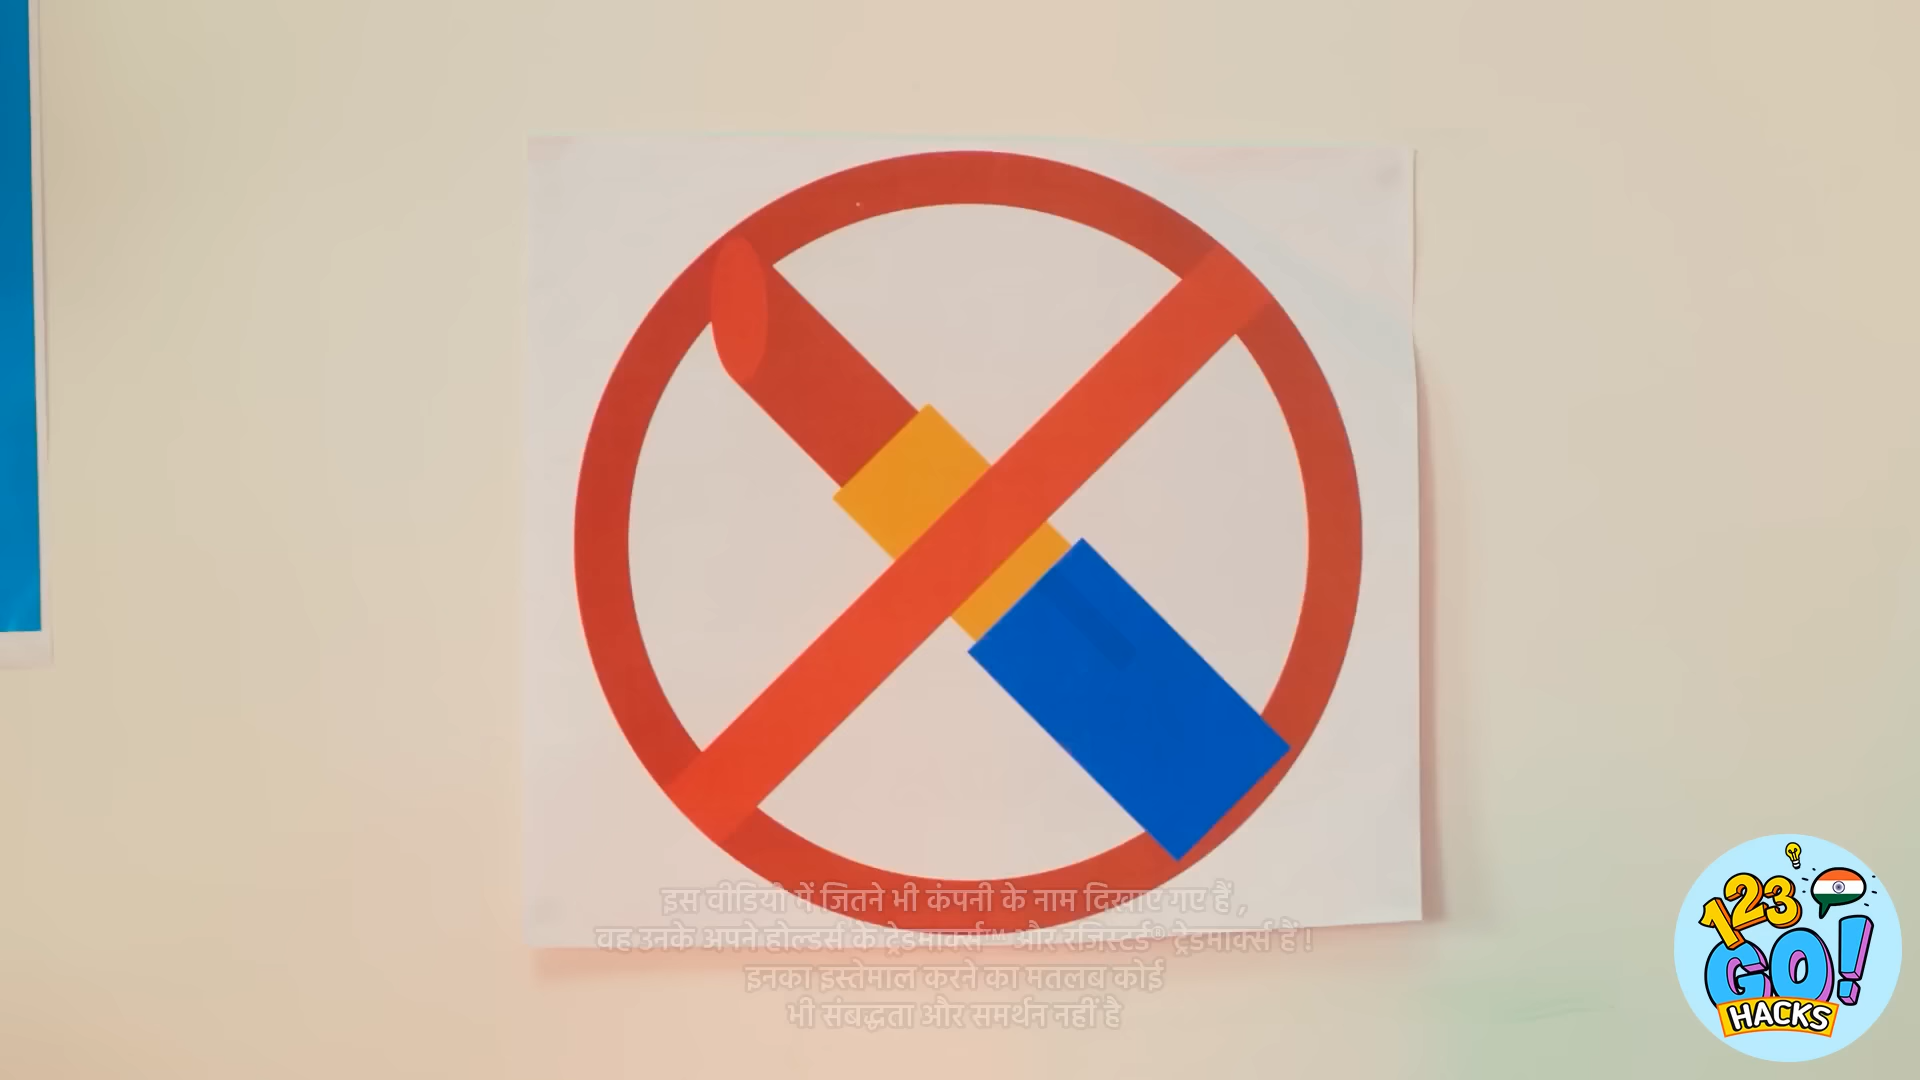 इस वीडियो में जितने भी कंपनी के नाम दिखाए गए हैं ,
वह उनके अपने होल्डर्स के ट्रेडमार्क्स™ और रजिस्टर्ड® ट्रेडमार्क्स हैं !
इनका इस्तेमाल करने का मतलब कोई
भी संबद्धता और समर्थन नहीं है
123
GO!
HACKS